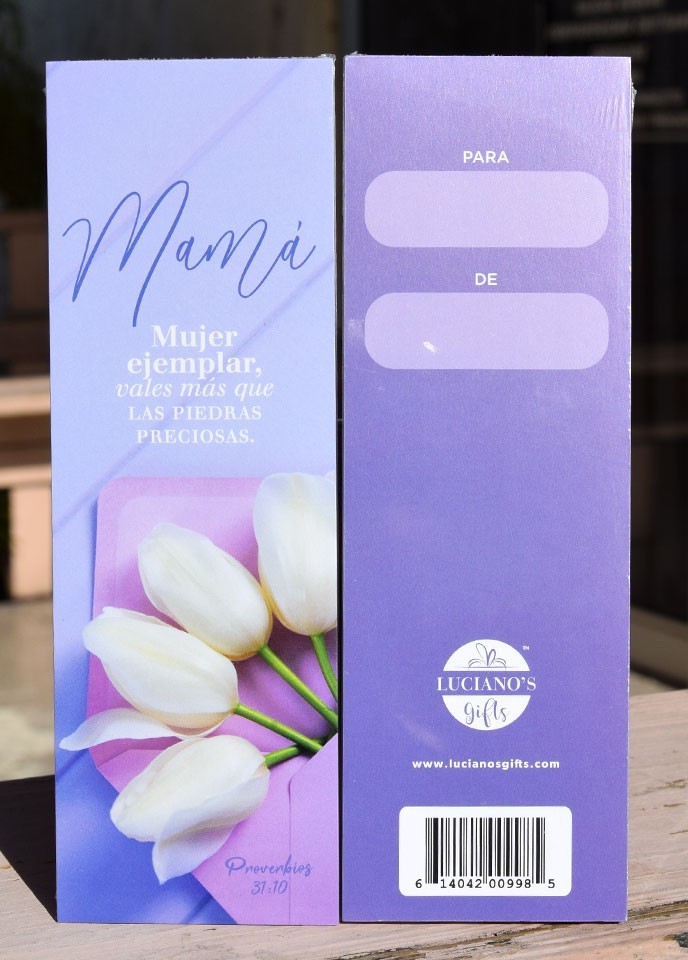 Mamá
Mujer
ejemplar,
vales más que
LAS PIEDRAS
PRECIOSAS.
Proverbios
31:10
PARA
DE
LUCIANO'S
gifts
www.lucianosgifts.com
6 14042 00998 5